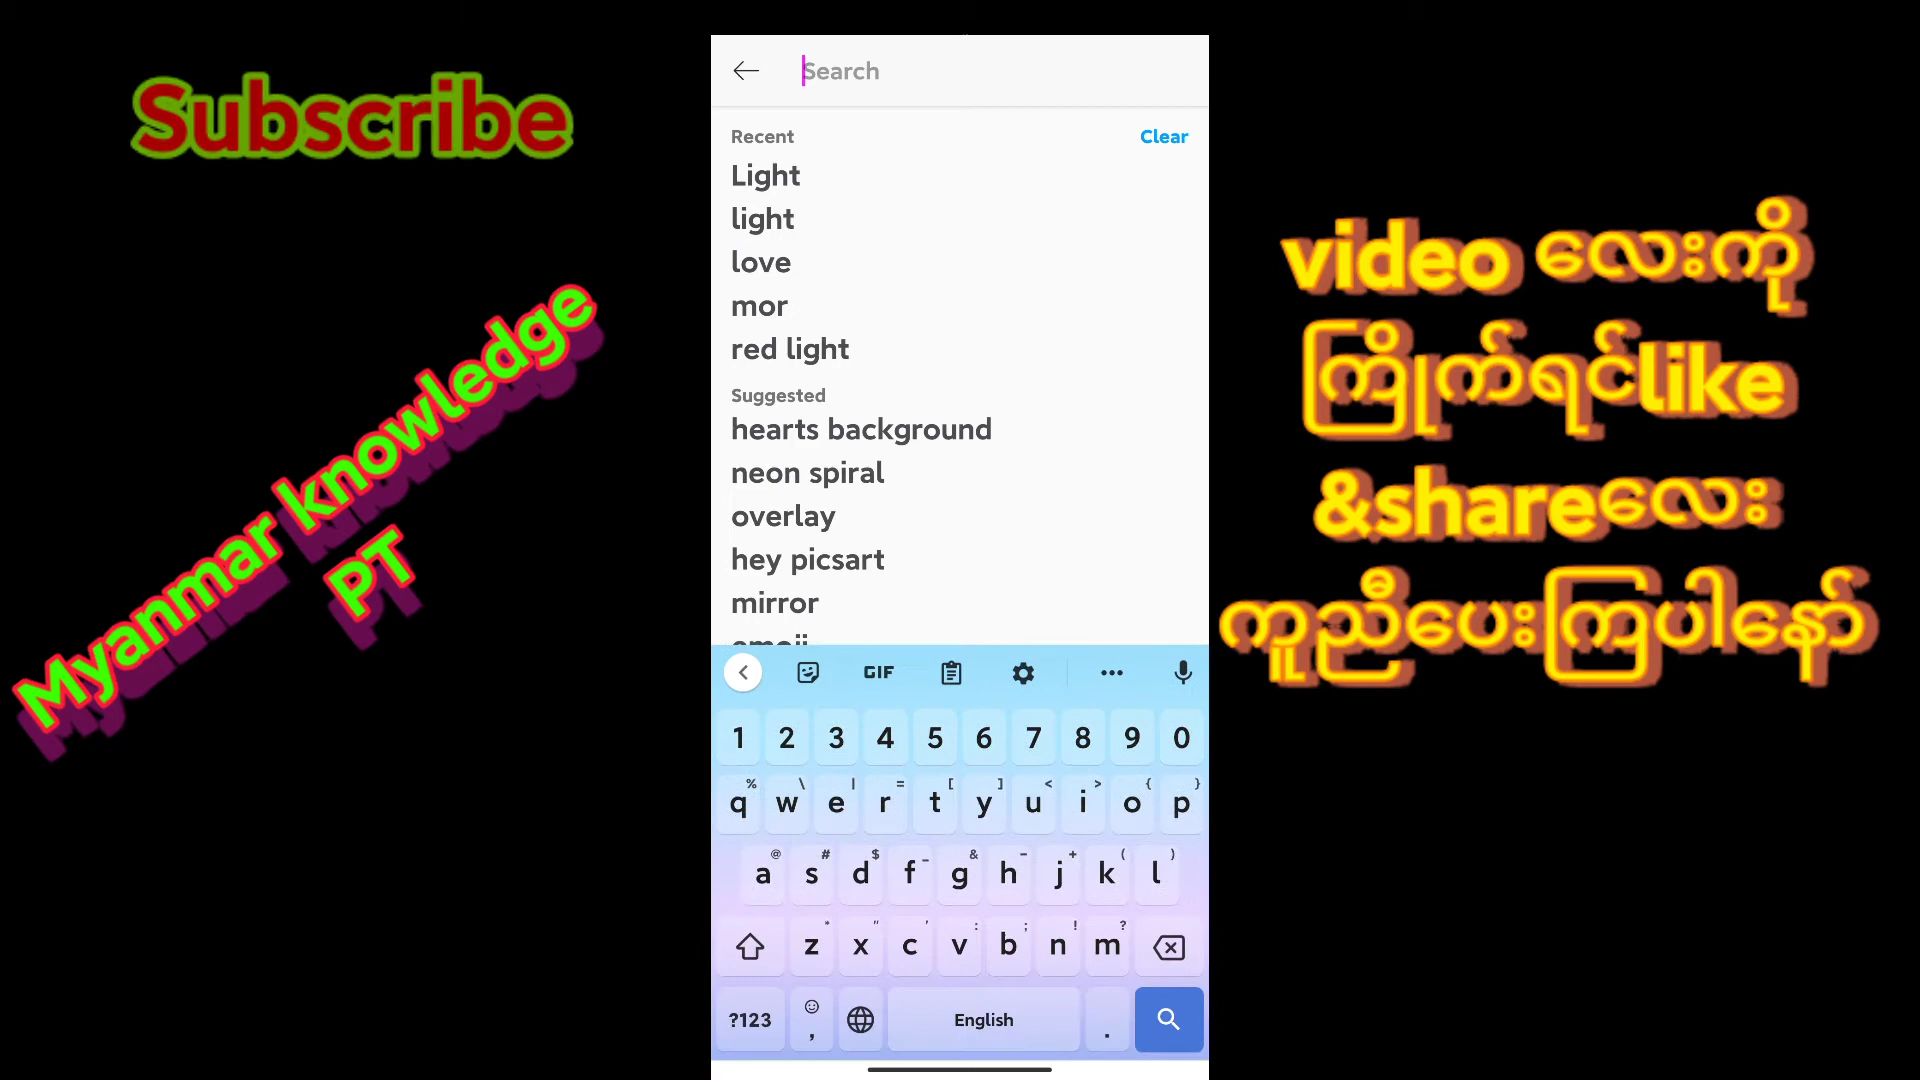 Subscribe
Myanmar knowledge
PT
Search
Recent
Clear
Light
light
love
mor
red light
Suggested
hearts background
neon spiral
overlay
hey picsart
mirror
emoji
GIF
1 2 3 4 5 6 7 8 9 0
% \ | = [ ] < > { }
q w e r t y u i o p
@ # $ _ & - + ( )
a s d f g h j k l
* " ' : ; ! ?
z x c v b n m
?123 , English .
video လေးကို
ကြိုက်ရင်like
&shareလေး
ကူညီပေးကြပါနော်